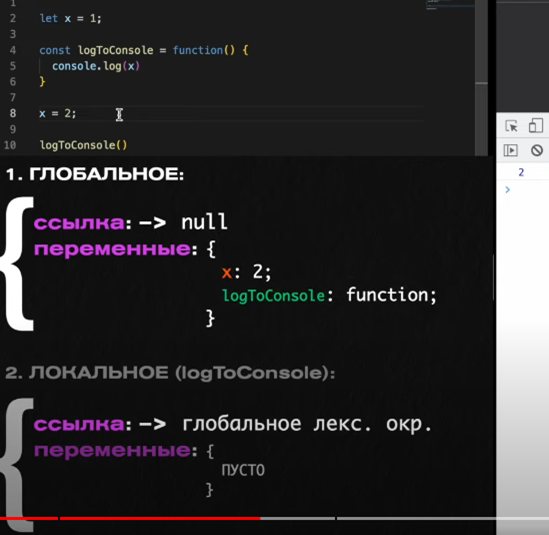 1
2 let x = 1;
3
4 const logToConsole = function() {
5 console.log(x)
6 }
7
8 x = 2;
9
10 logToConsole()
2
>
1. ГЛОБАЛЬНОЕ:
{
ссылка: -> null
переменные: {
x: 2;
logToConsole: function;
}
2. ЛОКАЛЬНОЕ (logToConsole):
{
ссылка: -> глобальное лекс. окр.
переменные: {
ПУСТО
}